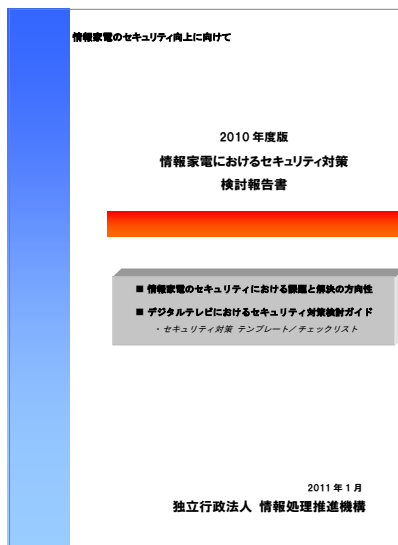 情報家電のセキュリティ向上に向けて
2010 年度版
情報家電におけるセキュリティ対策
検討報告書
■ 情報家電のセキュリティにおける課題と解決の方向性
■ デジタルテレビにおけるセキュリティ対策検討ガイド
・セキュリティ対策 テンプレート／チェックリスト
2011 年 1 月
独立行政法人 情報処理推進機構